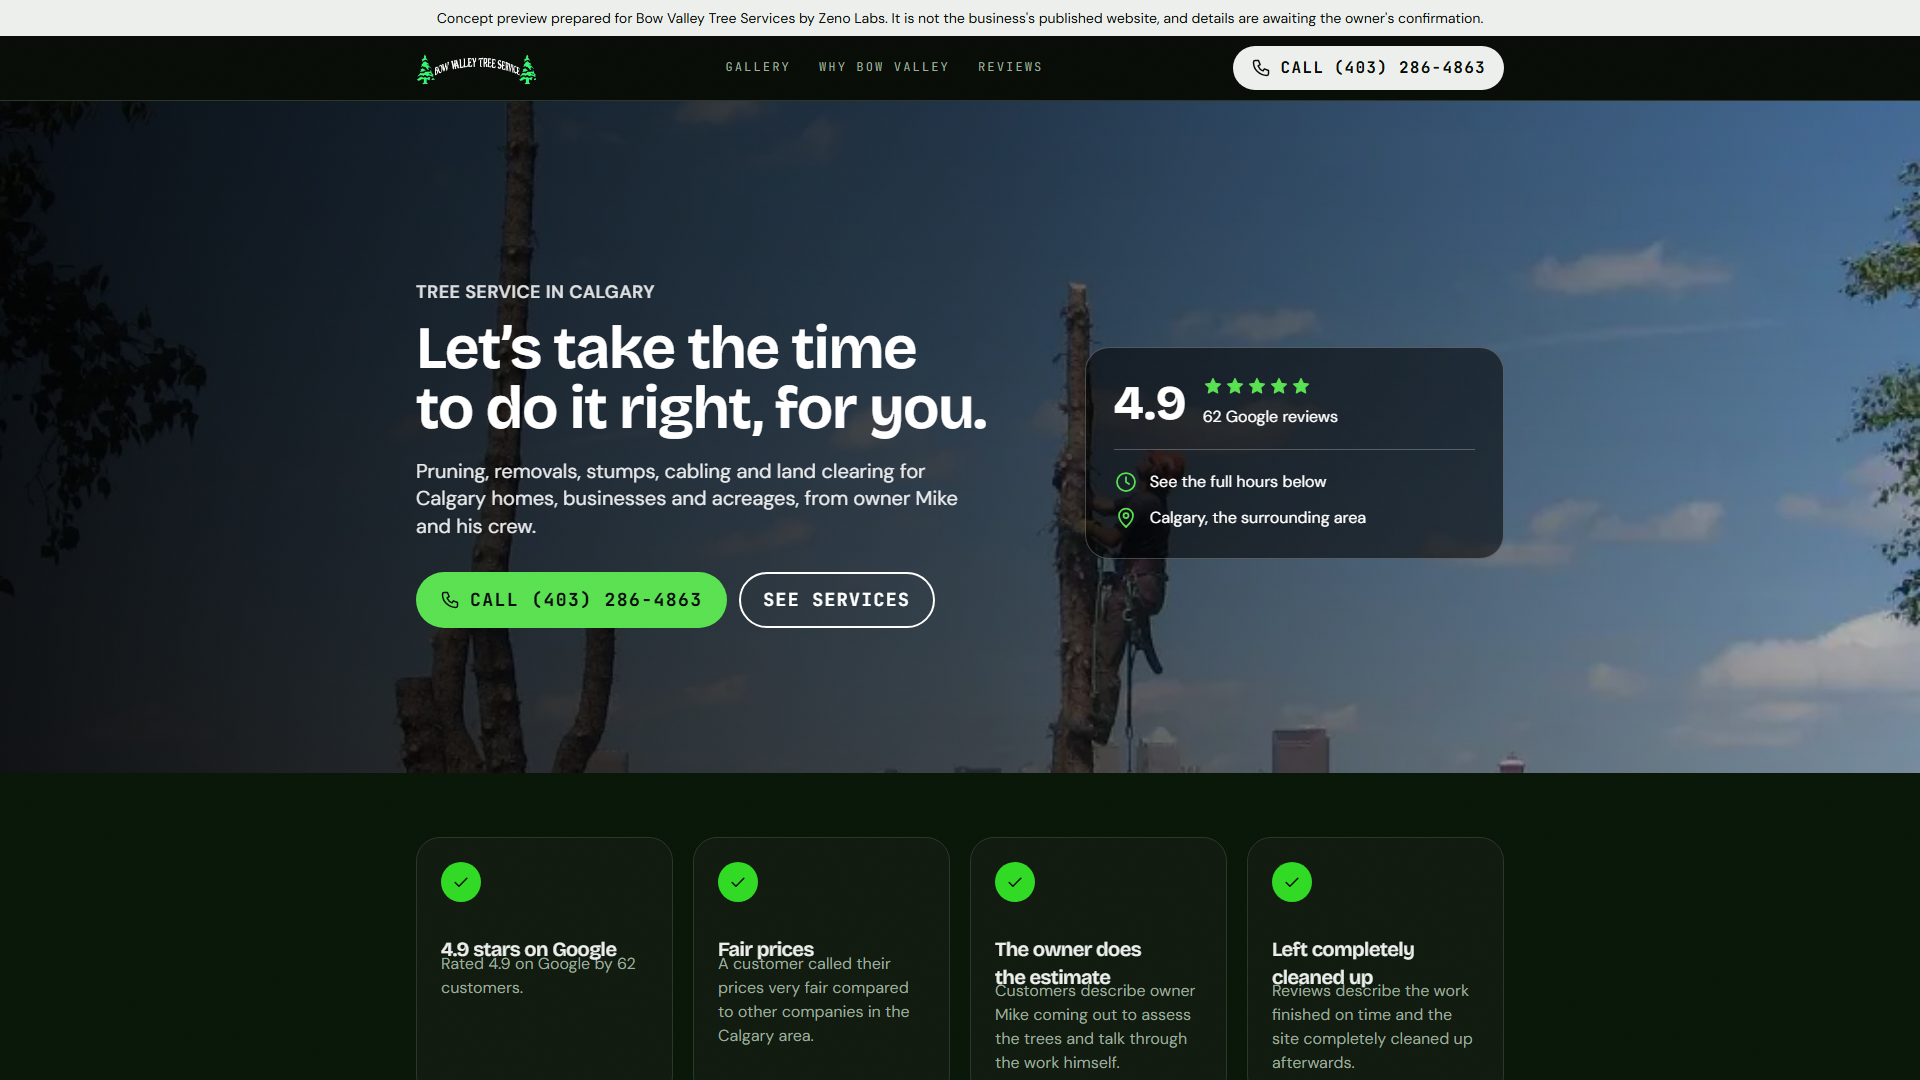 Concept preview prepared for Bow Valley Tree Services by Zeno Labs. It is not the business's published website, and details are awaiting the owner's confirmation.
BOW VALLEY TREE SERVICE
GALLERY
WHY BOW VALLEY
REVIEWS
CALL (403) 286-4863
TREE SERVICE IN CALGARY
Let’s take the time
to do it right, for you.
Pruning, removals, stumps, cabling and land clearing for
Calgary homes, businesses and acreages, from owner Mike
and his crew.
CALL (403) 286-4863
SEE SERVICES
4.9
62 Google reviews
See the full hours below
Calgary, the surrounding area
4.9 stars on Google
Rated 4.9 on Google by 62
customers.
Fair prices
A customer called their
prices very fair compared
to other companies in the
Calgary area.
The owner does
the estimate
Customers describe owner
Mike coming out to assess
the trees and talk through
the work himself.
Left completely
cleaned up
Reviews describe the work
finished on time and the
site completely cleaned up
afterwards.